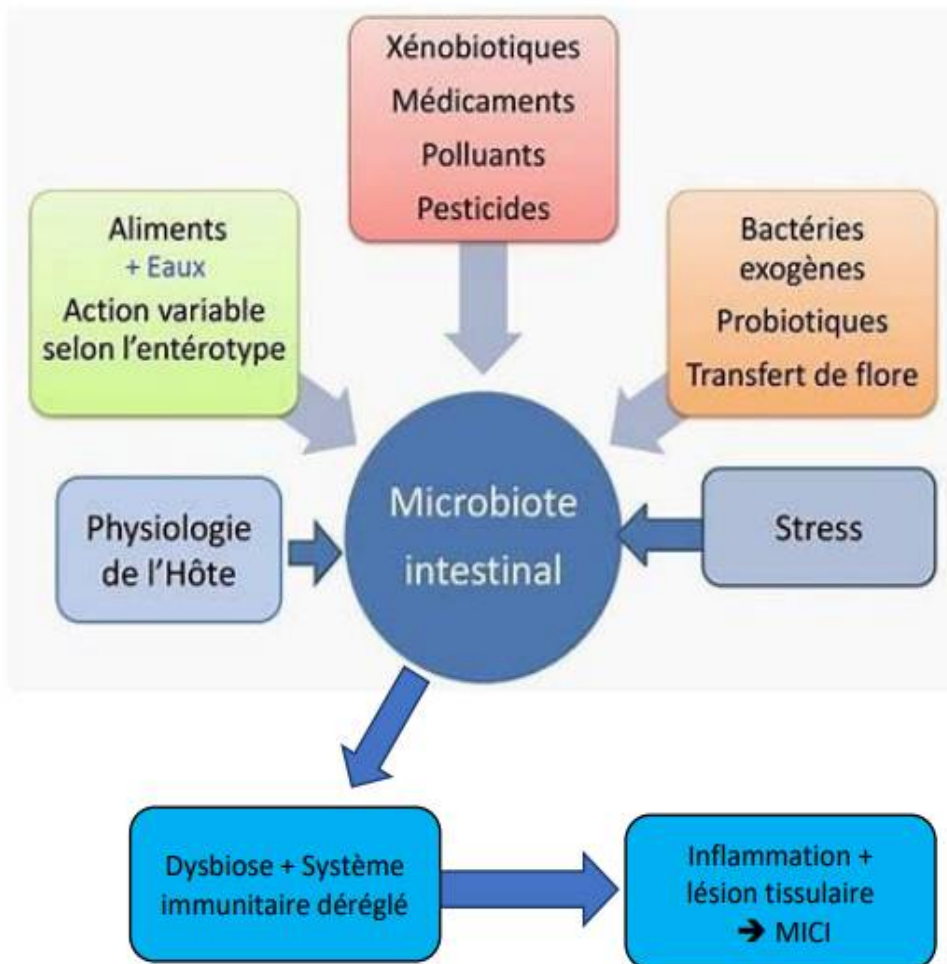 Xénobiotiques
Médicaments
Polluants
Pesticides
Aliments
+ Eaux
Action variable
selon l'entérotype
Bactéries
exogènes
Probiotiques
Transfert de flore
Physiologie
de l'Hôte
Microbiote
intestinal
Stress
Dysbiose + Système
immunitaire déréglé
Inflammation +
lésion tissulaire
➔ MICI